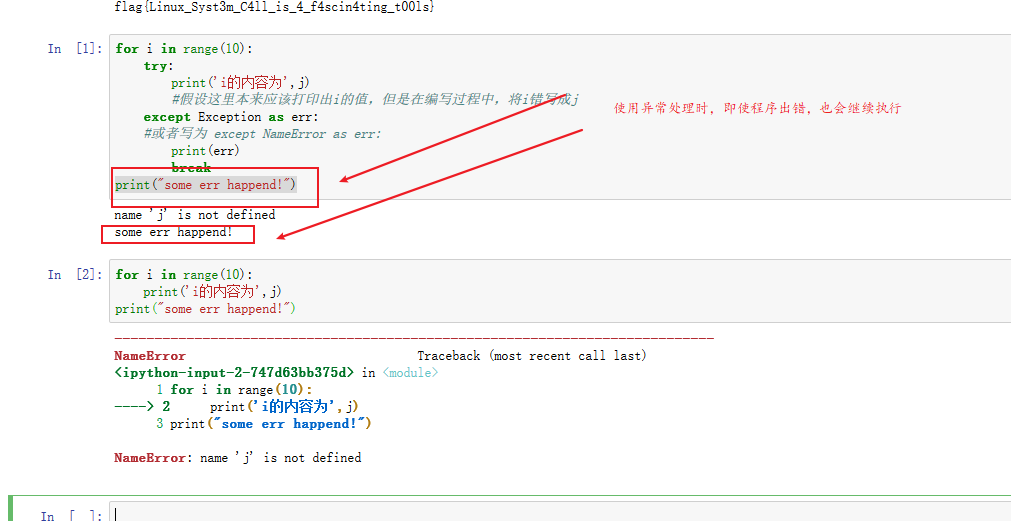 flag{Linux_Syst3m_C4ll_is_4_f4scin4ting_t00ls}
In [1]: for i in range(10):
try:
print('i的内容为',j)
#假设这里本来应该打印出i的值，但是在编写过程中，将i错写成j
使用异常处理时，即使程序出错，也会继续执行
except Exception as err:
#或者写为 except NameError as err:
print(err)
break
print("some err happend!")
name 'j' is not defined
some err happend!
In [2]: for i in range(10):
print('i的内容为',j)
print("some err happend!")
---------------------------------------------------------------------------
NameError Traceback (most recent call last)
<ipython-input-2-747d63bb375d> in <module>
1 for i in range(10):
----> 2 print('i的内容为',j)
3 print("some err happend!")
NameError: name 'j' is not defined
In [ ]: